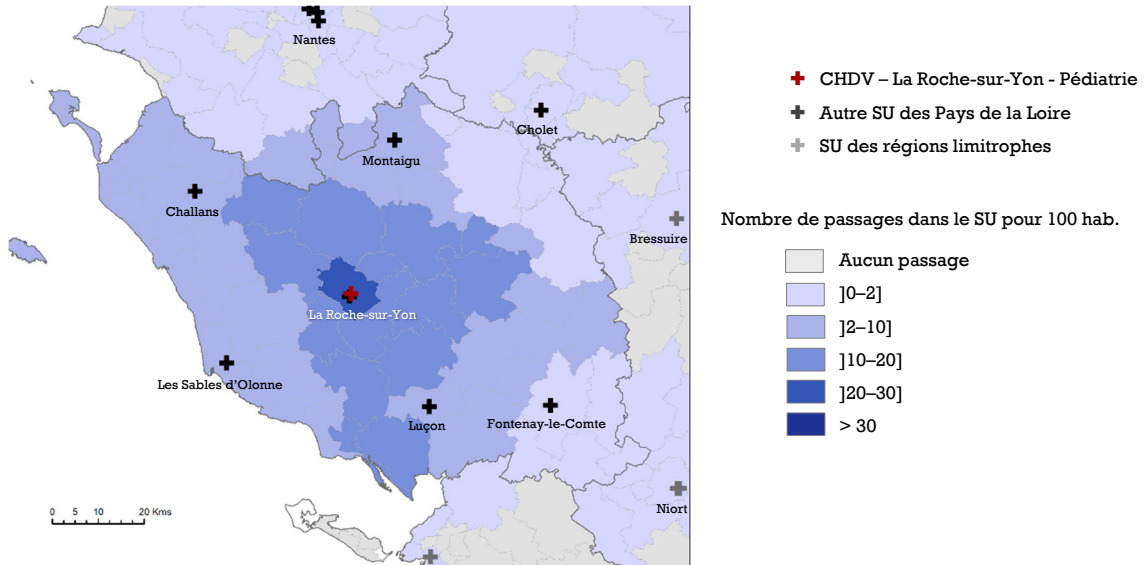 Nantes
Cholet
Montaigu
Challans
Bressuire
La Roche-sur-Yon
Les Sables d'Olonne
Luçon
Fontenay-le-Comte
Niort
0 5 10 20 Kms
CHDV – La Roche-sur-Yon - Pédiatrie
Autre SU des Pays de la Loire
SU des régions limitrophes
Nombre de passages dans le SU pour 100 hab.
Aucun passage
]0–2]
]2–10]
]10–20]
]20–30]
> 30